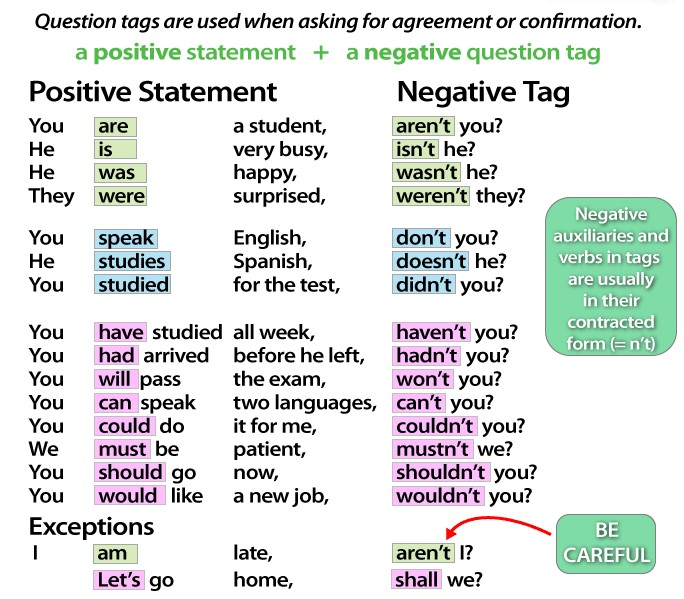 Question tags are used when asking for agreement or confirmation.
a positive statement + a negative question tag
Positive Statement Negative Tag
You are a student, aren't you?
He is very busy, isn't he?
He was happy, wasn't he?
They were surprised, weren't they?
You speak English, don't you?
He studies Spanish, doesn't he?
You studied for the test, didn't you?
Negative
auxiliaries and
verbs in tags
are usually
in their
contracted
form (= n't)
You have studied all week, haven't you?
You had arrived before he left, hadn't you?
You will pass the exam, won't you?
You can speak two languages, can't you?
You could do it for me, couldn't you?
We must be patient, mustn't we?
You should go now, shouldn't you?
You would like a new job, wouldn't you?
Exceptions
I am late, aren't I?
Let's go home, shall we?
BE
CAREFUL